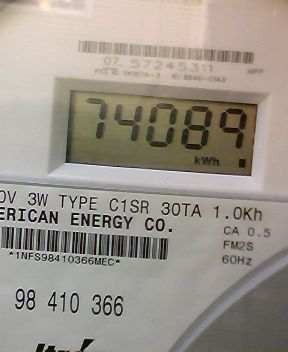 07: 57245311
74089
kWh
0V 3W TYPE C1SR 30TA 1.0Kh
ERICAN ENERGY CO.
CA 0.5
FM2S
60Hz
*1NFS98410366MEC*
98 410 366